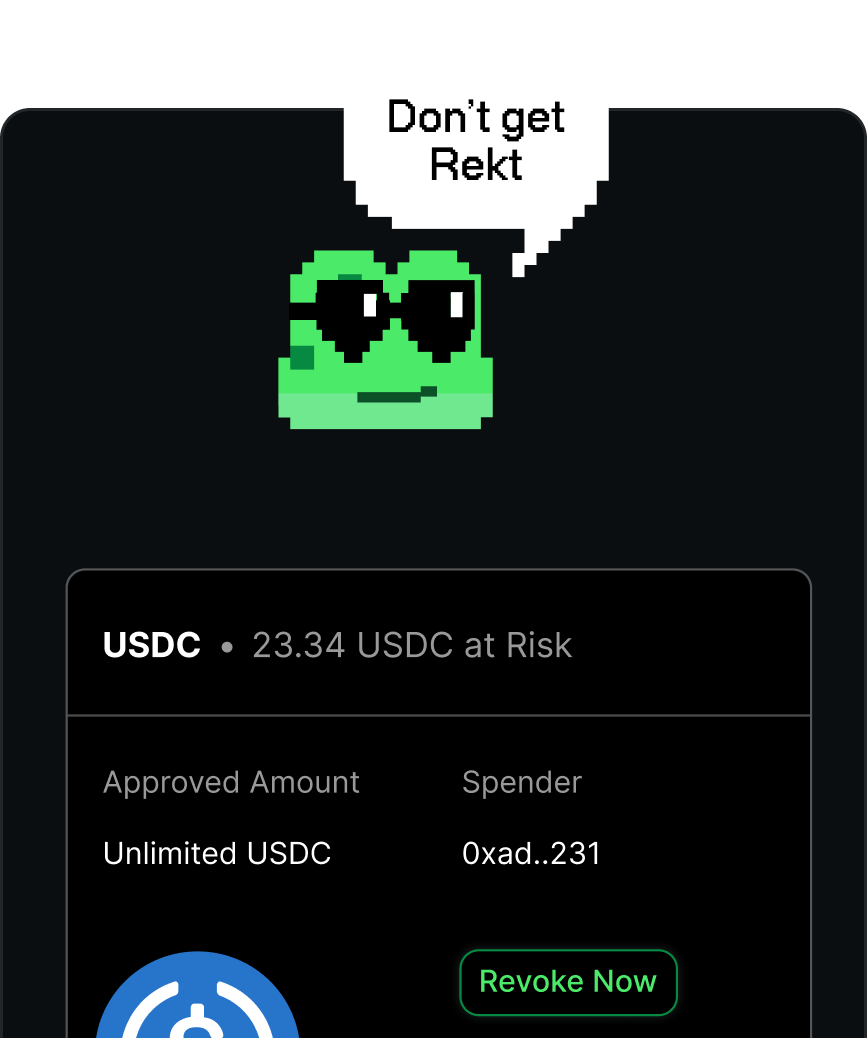 Don't get
Rekt
USDC • 23.34 USDC at Risk
Approved Amount Spender
Unlimited USDC 0xad..231
Revoke Now